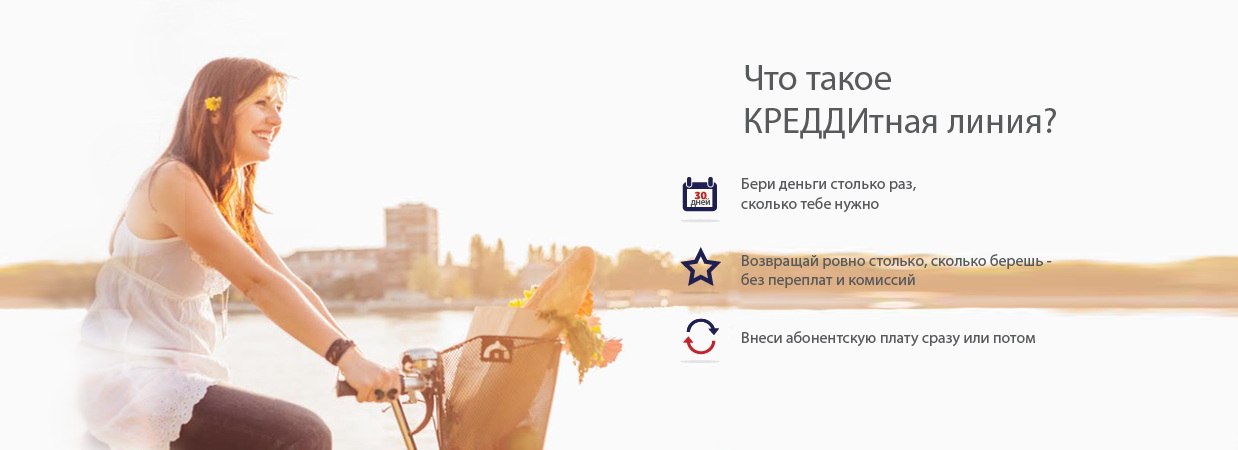 Что такое
КРЕДДИтная линия?
30
дней
Бери деньги столько раз,
сколько тебе нужно
Возвращай ровно столько, сколько берешь -
без переплат и комиссий
Внеси абонентскую плату сразу или потом